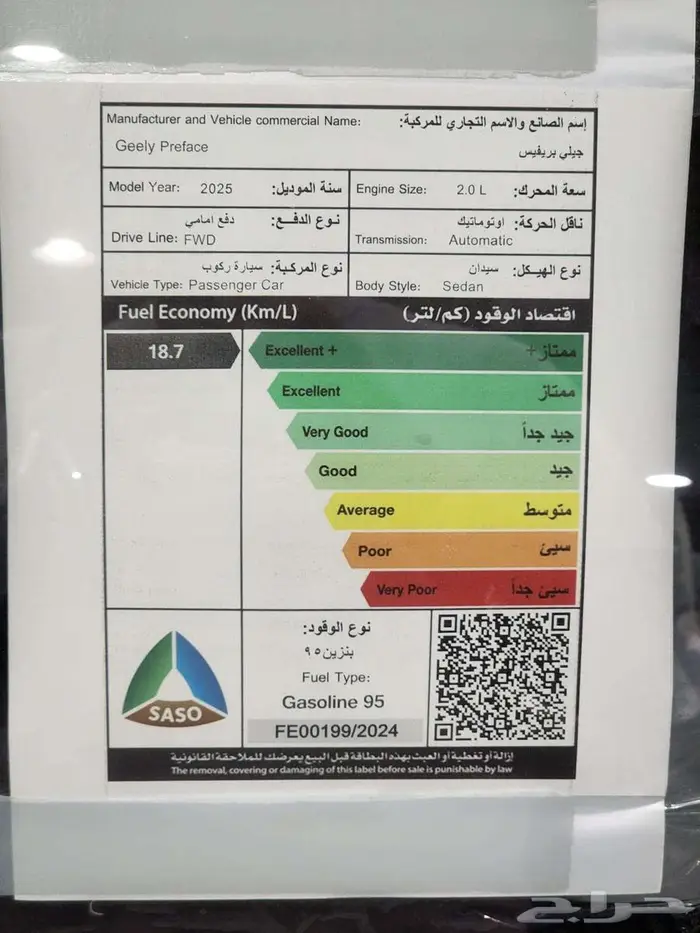 Manufacturer and Vehicle commercial Name: إسم الصانع والاسم التجاري للمركبة:
Geely Preface جيلي بريفيس
Model Year: 2025 سنة الموديل:
Engine Size: 2.0 L سعة المحرك:
نوع الدفع: دفع امامي
Drive Line: FWD
ناقل الحركة: اوتوماتيك
Transmission: Automatic
نوع المركبة: سيارة ركوب
Vehicle Type: Passenger Car
نوع الهيكل: سيدان
Body Style: Sedan
Fuel Economy (Km/L) اقتصاد الوقود (كم/لتر)
18.7
Excellent + ممتاز+
Excellent ممتاز
Very Good جيد جداً
Good جيد
Average متوسط
Poor سيئ
Very Poor سيئ جداً
SASO
نوع الوقود:
بنزين ٩٥
Fuel Type:
Gasoline 95
FE00199/2024
إزالة أو تغطية أو العبث بهذه البطاقة قبل البيع يعرضك للملاحقة القانونية
The removal, covering or damaging of this label before sale is punishable by law
حراج